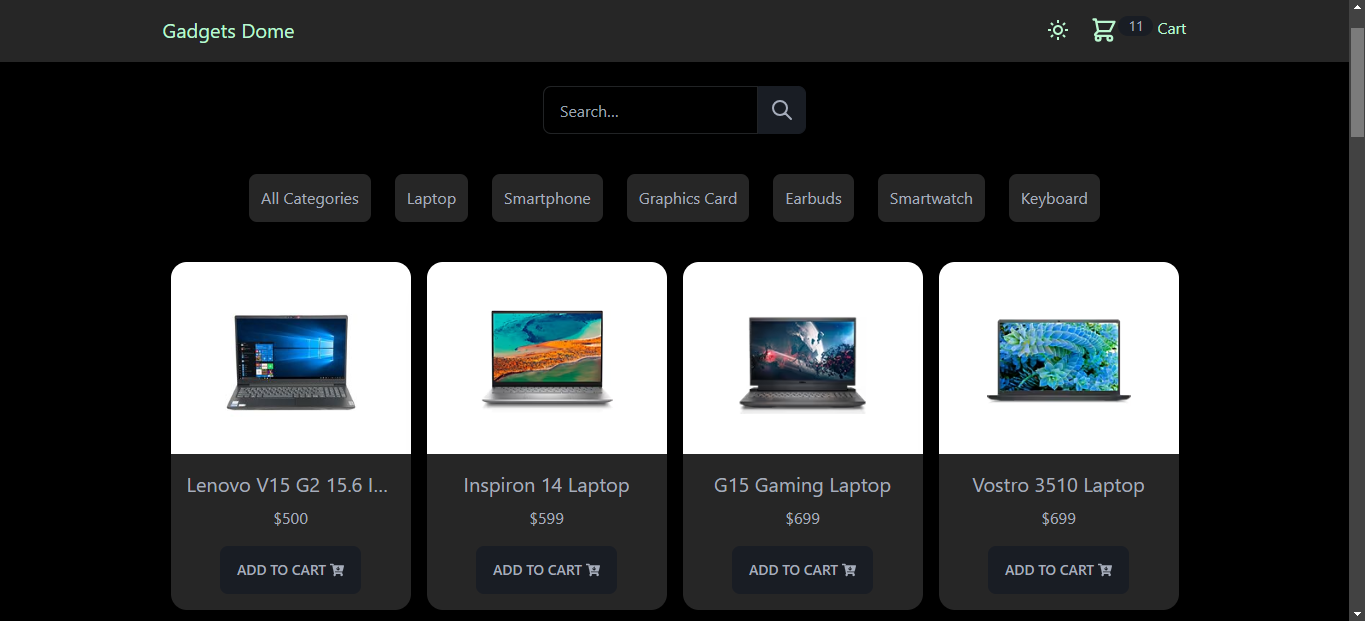 Gadgets Dome
11 Cart
Search...
All Categories Laptop Smartphone Graphics Card Earbuds Smartwatch Keyboard
Lenovo V15 G2 15.6 I... Inspiron 14 Laptop G15 Gaming Laptop Vostro 3510 Laptop
$500 $599 $699 $699
ADD TO CART ADD TO CART ADD TO CART ADD TO CART